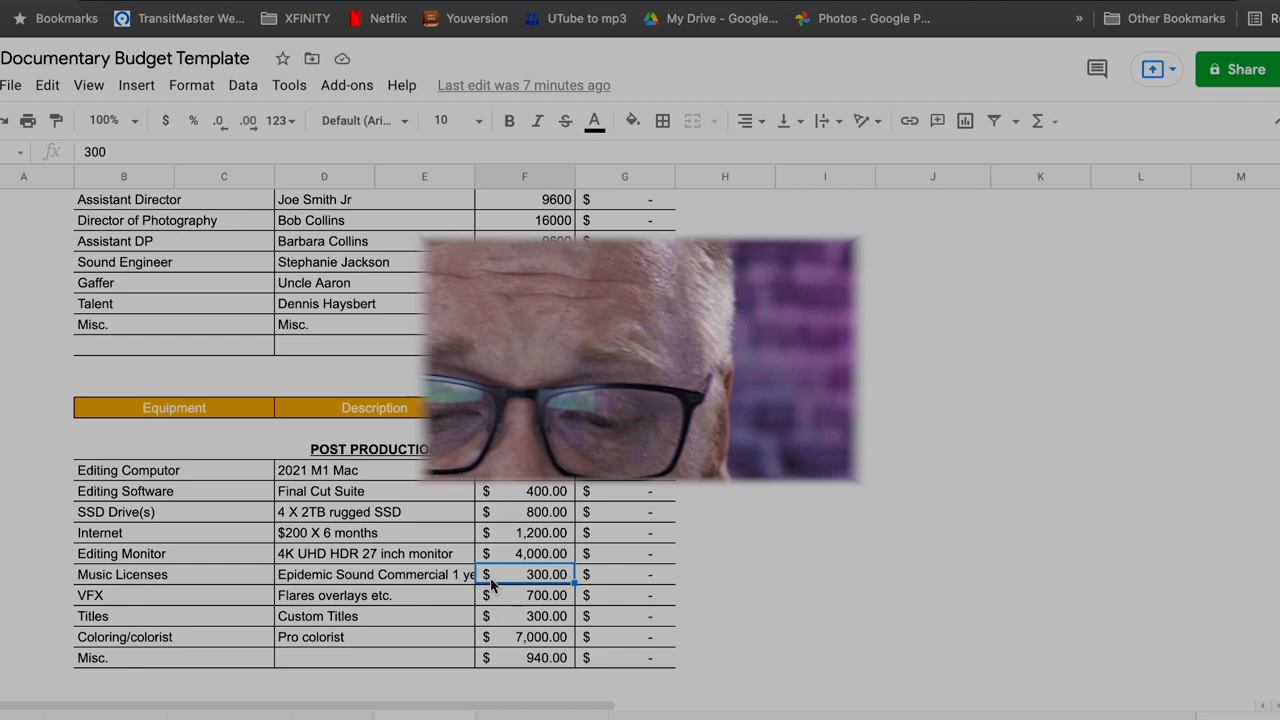 Bookmarks TransitMaster We... XFINITY Netflix Youversion UTube to mp3 My Drive - Google... Photos - Google P... » Other Bookmarks
Documentary Budget Template
File Edit View Insert Format Data Tools Add-ons Help Last edit was 7 minutes ago
Share
100% $ % .0 .00 123 Default (Ari... 10 B I S A
fx 300
A B C D E F G H I J K L M
Assistant Director Joe Smith Jr 9600 $ -
Director of Photography Bob Collins 16000 $ -
Assistant DP Barbara Collins 9600 $ -
Sound Engineer Stephanie Jackson
Gaffer Uncle Aaron
Talent Dennis Haysbert
Misc. Misc.
Equipment Description
POST PRODUCTIO
Editing Computor 2021 M1 Mac
Editing Software Final Cut Suite $ 400.00 $ -
SSD Drive(s) 4 X 2TB rugged SSD $ 800.00 $ -
Internet $200 X 6 months $ 1,200.00 $ -
Editing Monitor 4K UHD HDR 27 inch monitor $ 4,000.00 $ -
Music Licenses Epidemic Sound Commercial 1 ye $ 300.00 $ -
VFX Flares overlays etc. $ 700.00 $ -
Titles Custom Titles $ 300.00 $ -
Coloring/colorist Pro colorist $ 7,000.00 $ -
Misc. $ 940.00 $ -